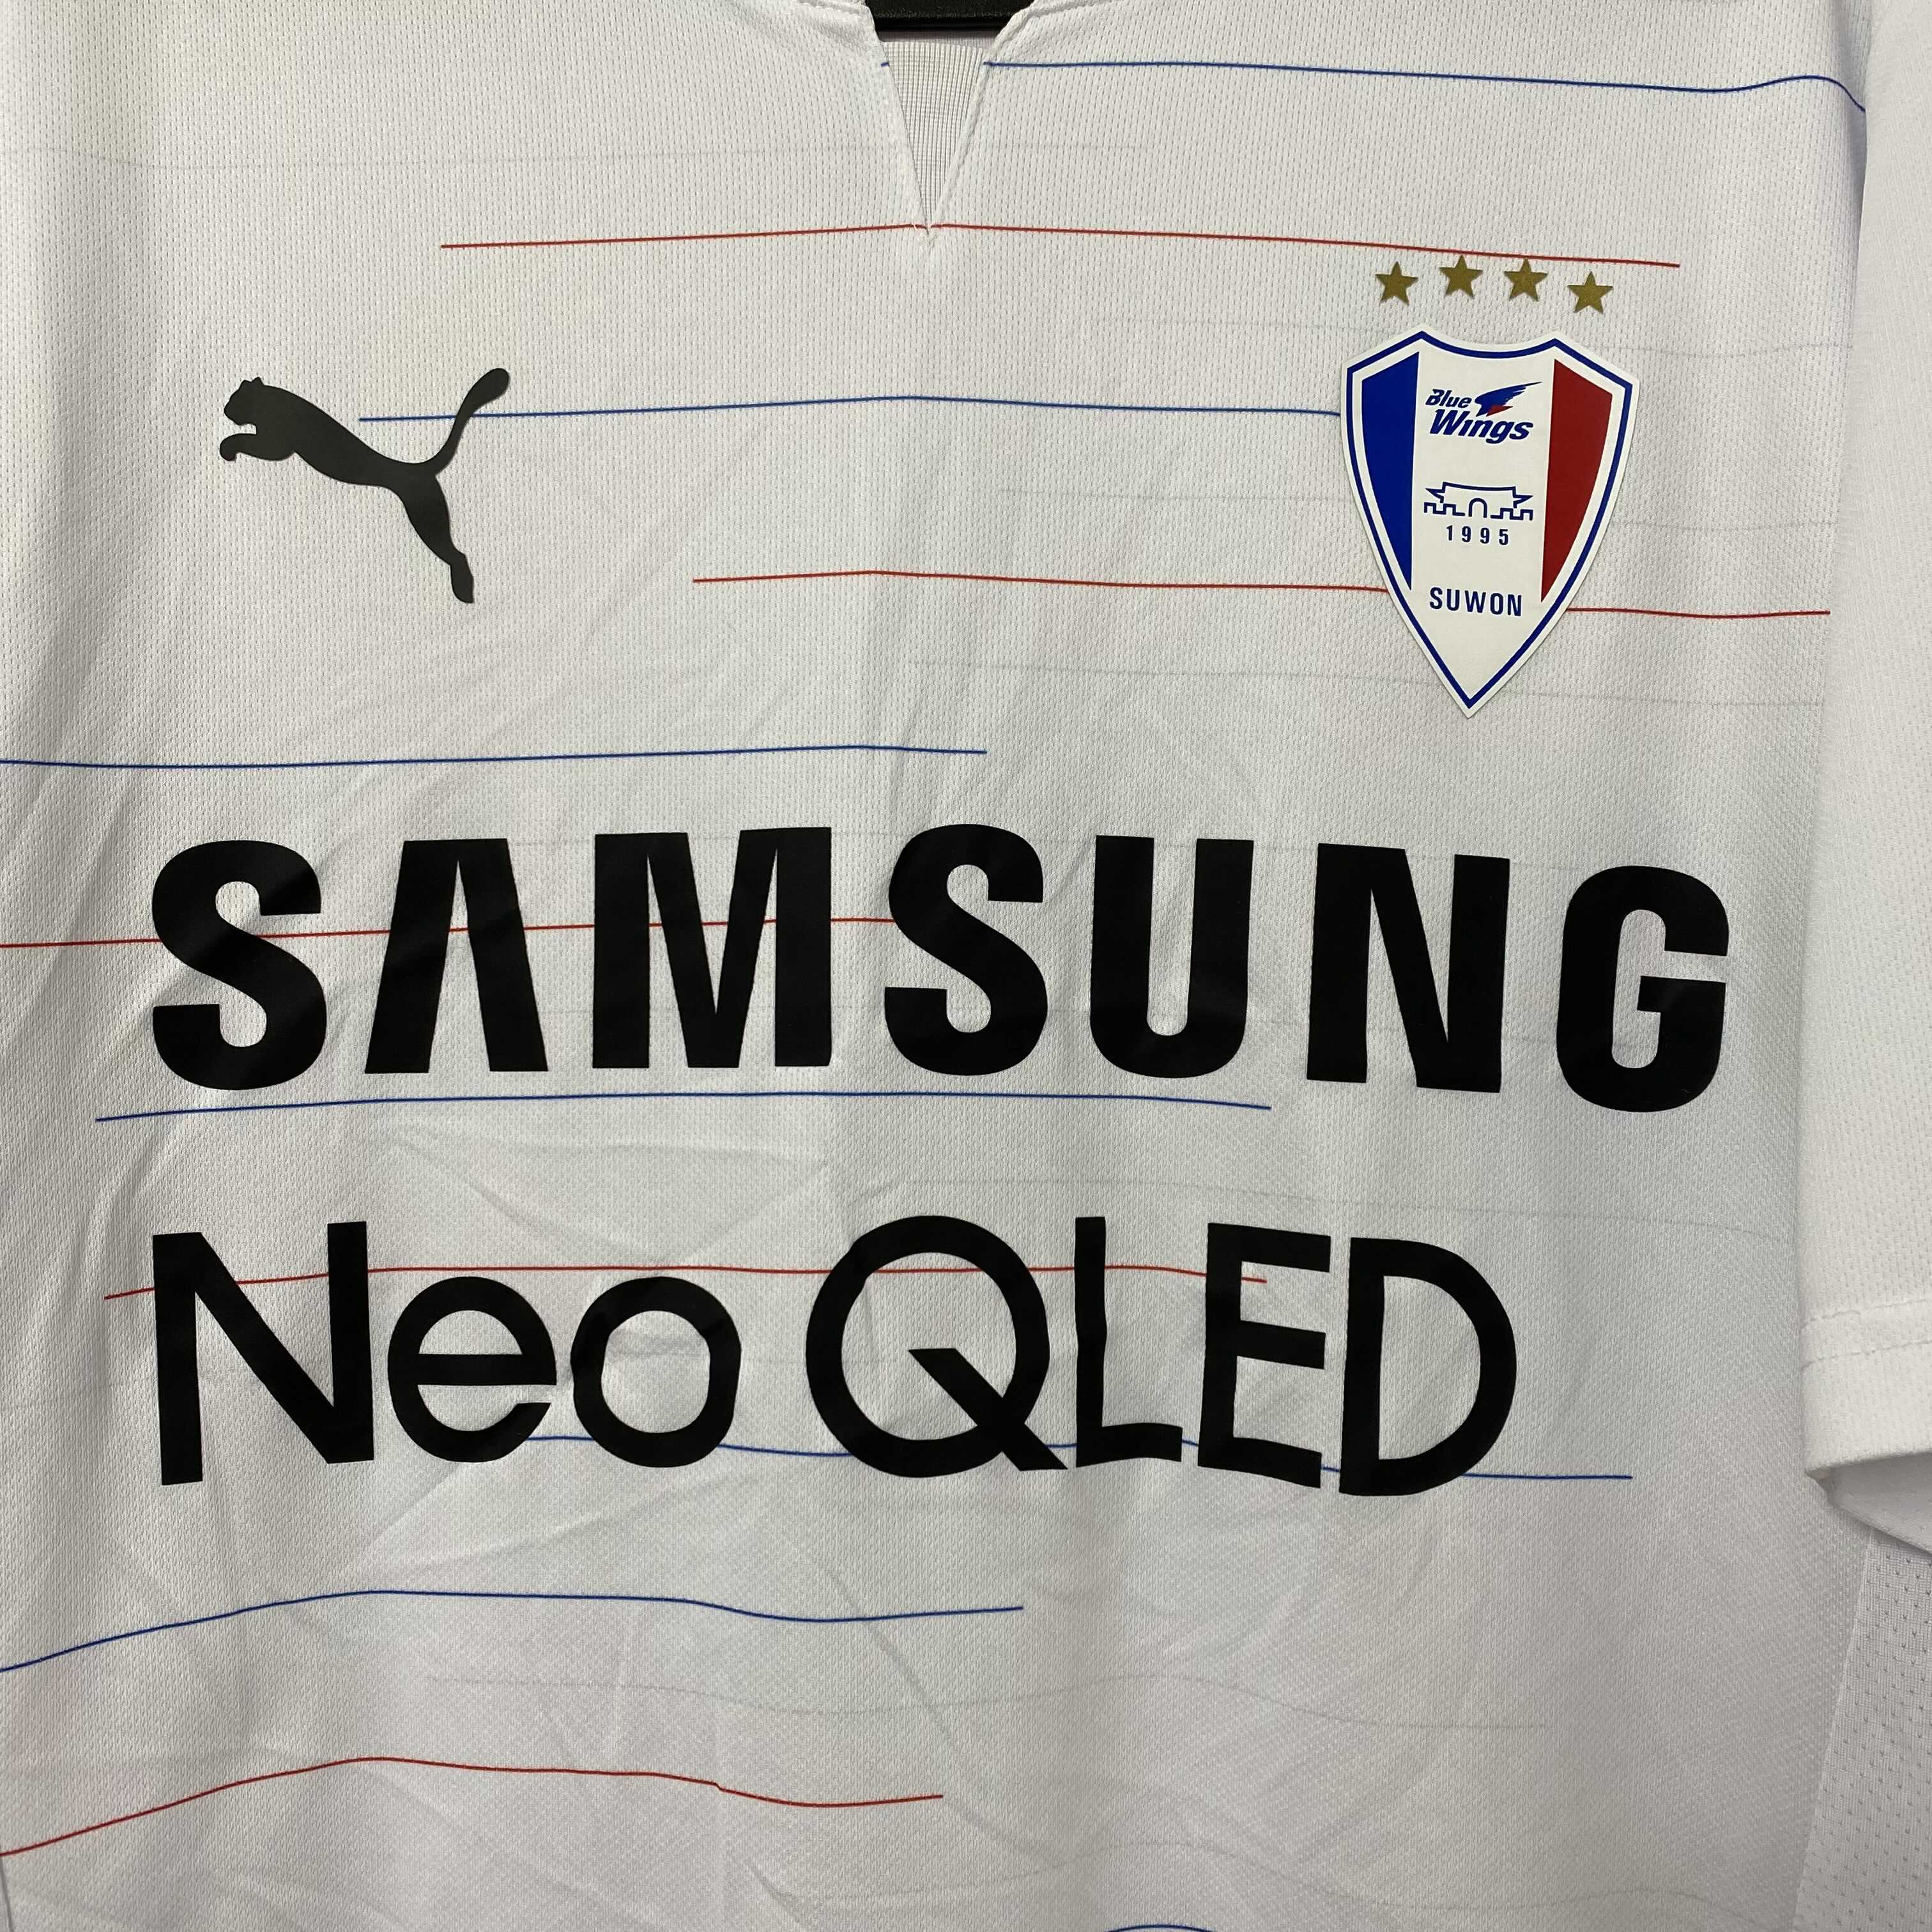 Blue
Wings
1995
SUWON
SAMSUNG
Neo QLED